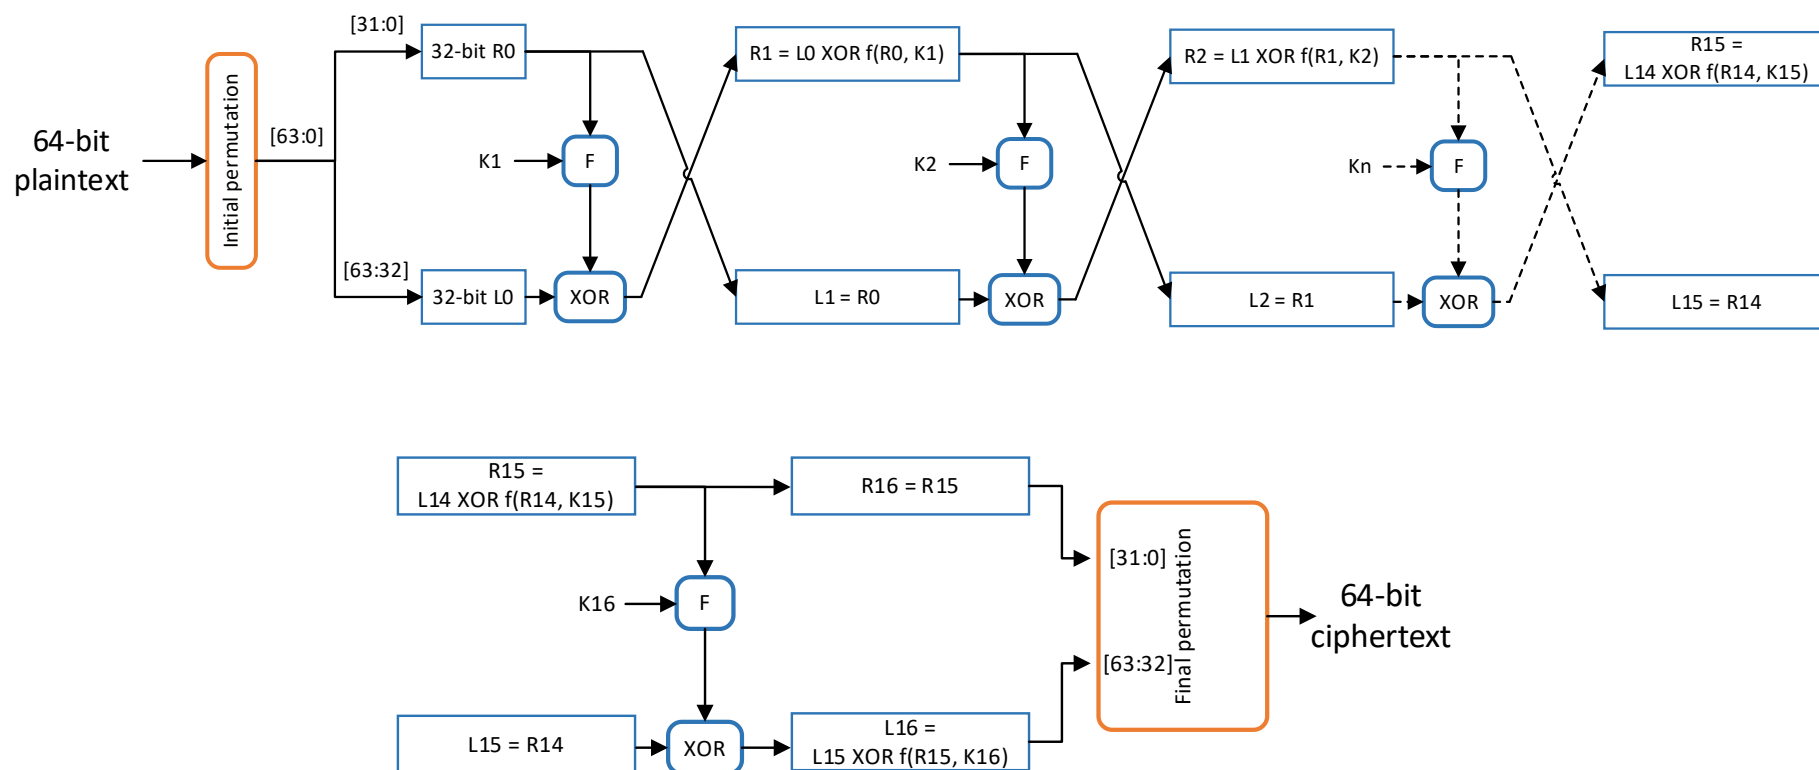 64-bit
plaintext
Initial permutation
[63:0]
[31:0]
[63:32]
32-bit R0
K1
F
32-bit L0
XOR
R1 = L0 XOR f(R0, K1)
K2
F
L1 = R0
XOR
R2 = L1 XOR f(R1, K2)
Kn
F
L2 = R1
XOR
R15 =
L14 XOR f(R14, K15)
L15 = R14
R15 =
L14 XOR f(R14, K15)
K16
F
L15 = R14
XOR
R16 = R15
L16 =
L15 XOR f(R15, K16)
[31:0]
[63:32]
Final permutation
64-bit
ciphertext